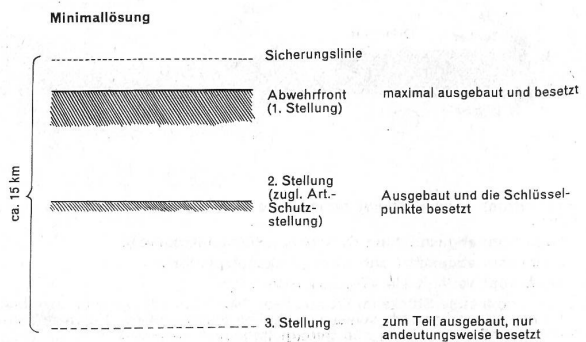 Minimallösung
Sicherungslinie
Abwehrfront
(1. Stellung)
maximal ausgebaut und besetzt
ca. 15 km
2. Stellung
(zugl. Art.-
Schutz-
stellung)
Ausgebaut und die Schlüssel-
punkte besetzt
3. Stellung
zum Teil ausgebaut, nur
andeutungsweise besetzt